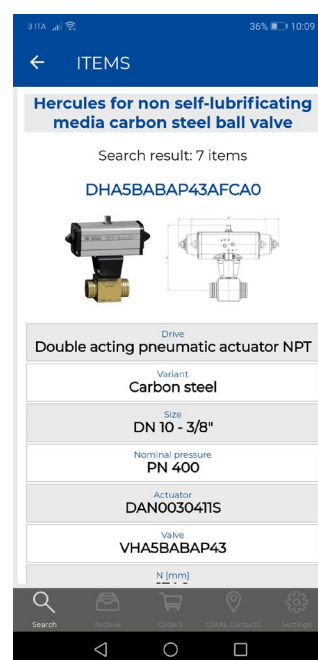 3 ITA
36% 10:09
ITEMS
Hercules for non self-lubrificating
media carbon steel ball valve
Search result: 7 items
DHA5BABAP43AFCA0
Drive
Double acting pneumatic actuator NPT
Variant
Carbon steel
Size
DN 10 - 3/8"
Nominal pressure
PN 400
Actuator
DAN0030411S
Valve
VHA5BABAP43
N [mm]
Search Archive Orders OMAL Contacts Settings